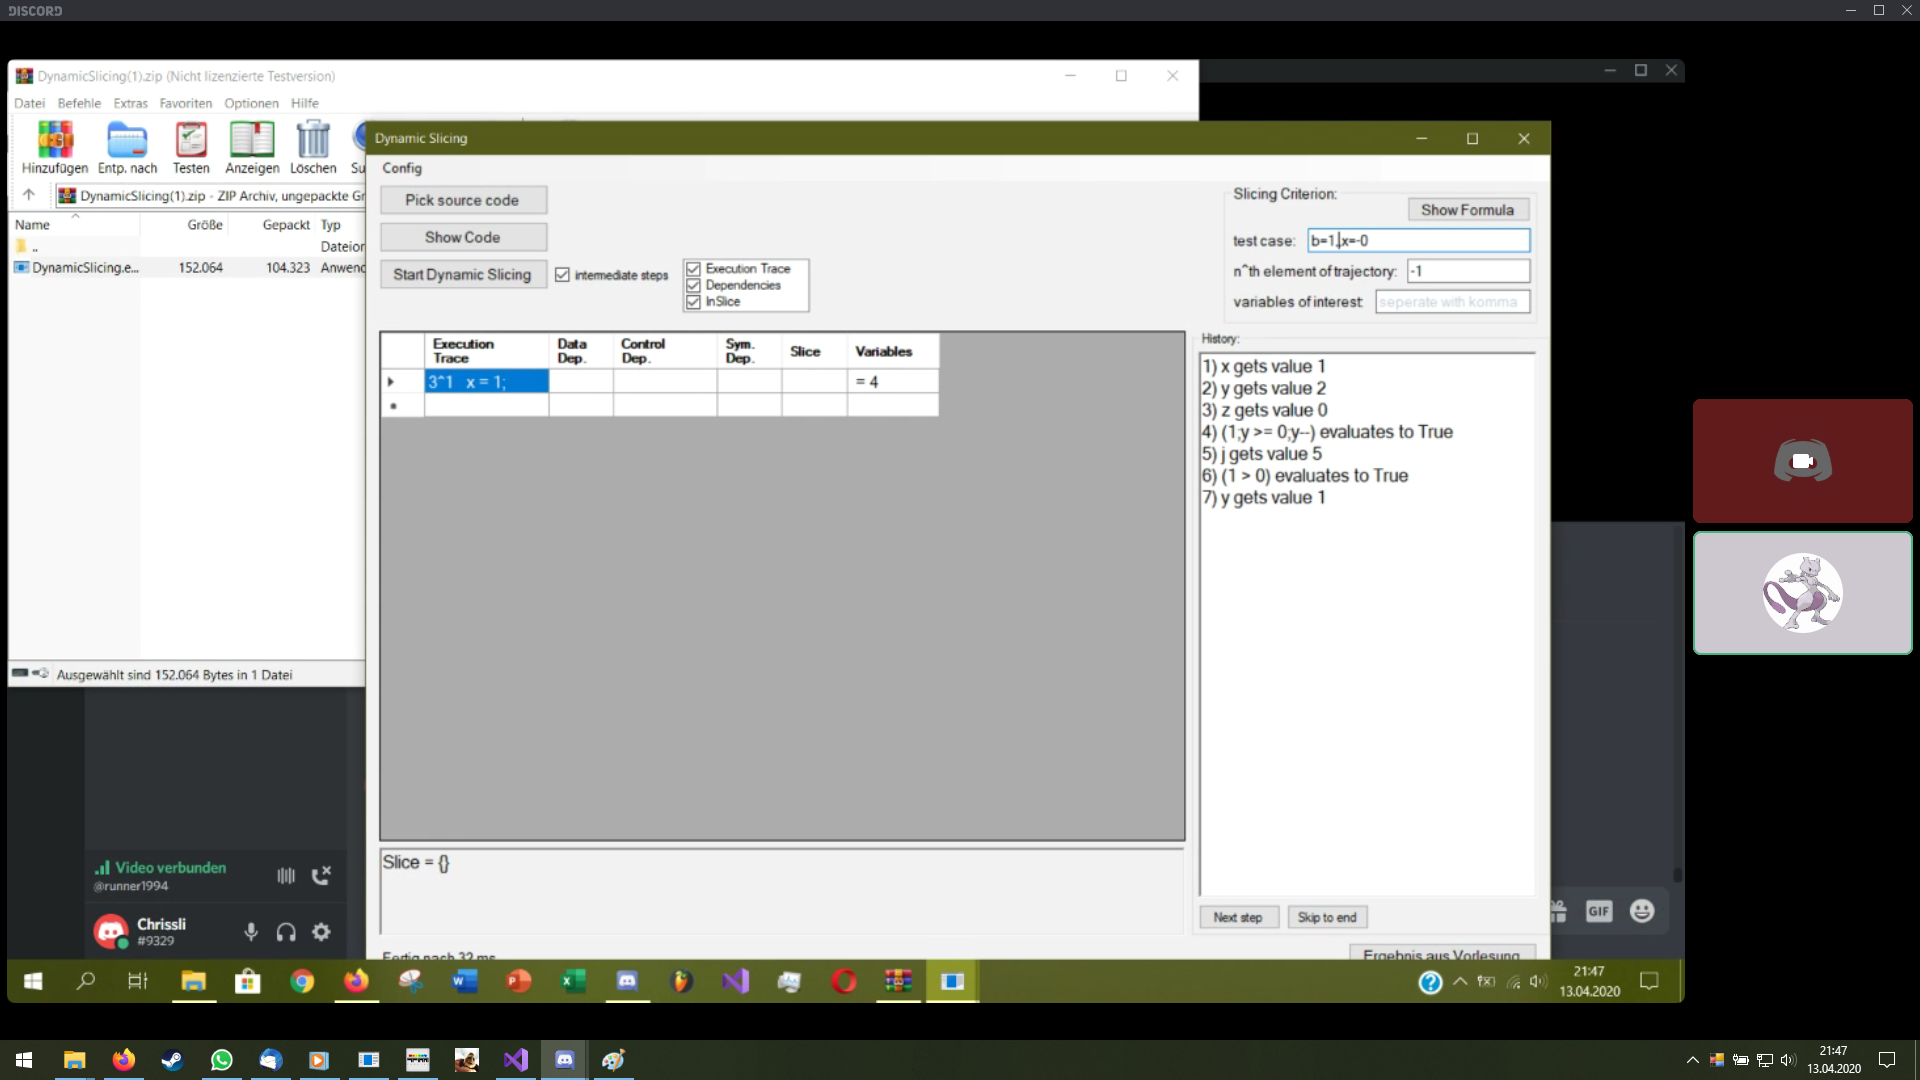 DISCORD
DynamicSlicing(1).zip (Nicht lizenzierte Testversion)
Datei Befehle Extras Favoriten Optionen Hilfe
Hinzufügen Entp. nach Testen Anzeigen Löschen Su
DynamicSlicing(1).zip - ZIP Archiv, ungepackte Gr
Name Größe Gepackt Typ
.. Dateior
DynamicSlicing.e... 152.064 104.323 Anwenc
Ausgewählt sind 152.064 Bytes in 1 Datei
Dynamic Slicing
Config
Pick source code
Show Code
Start Dynamic Slicing
intermediate steps
Execution Trace
Dependencies
InSlice
Slicing Criterion:
Show Formula
test case: b=1,x=-0
n^th element of trajectory: -1
variables of interest: seperate with komma
Execution Trace Data Dep. Control Dep. Sym. Dep. Slice Variables
3^1 x = 1; = 4
History:
1) x gets value 1
2) y gets value 2
3) z gets value 0
4) (1;y >= 0;y--) evaluates to True
5) j gets value 5
6) (1 > 0) evaluates to True
7) y gets value 1
Slice = {}
Next step Skip to end
Fertig nach 32 ms
Ergebnis aus Vorlesung
Video verbunden
@runner1994
Chrissli
#9329
GIF
21:47
13.04.2020
21:47
13.04.2020